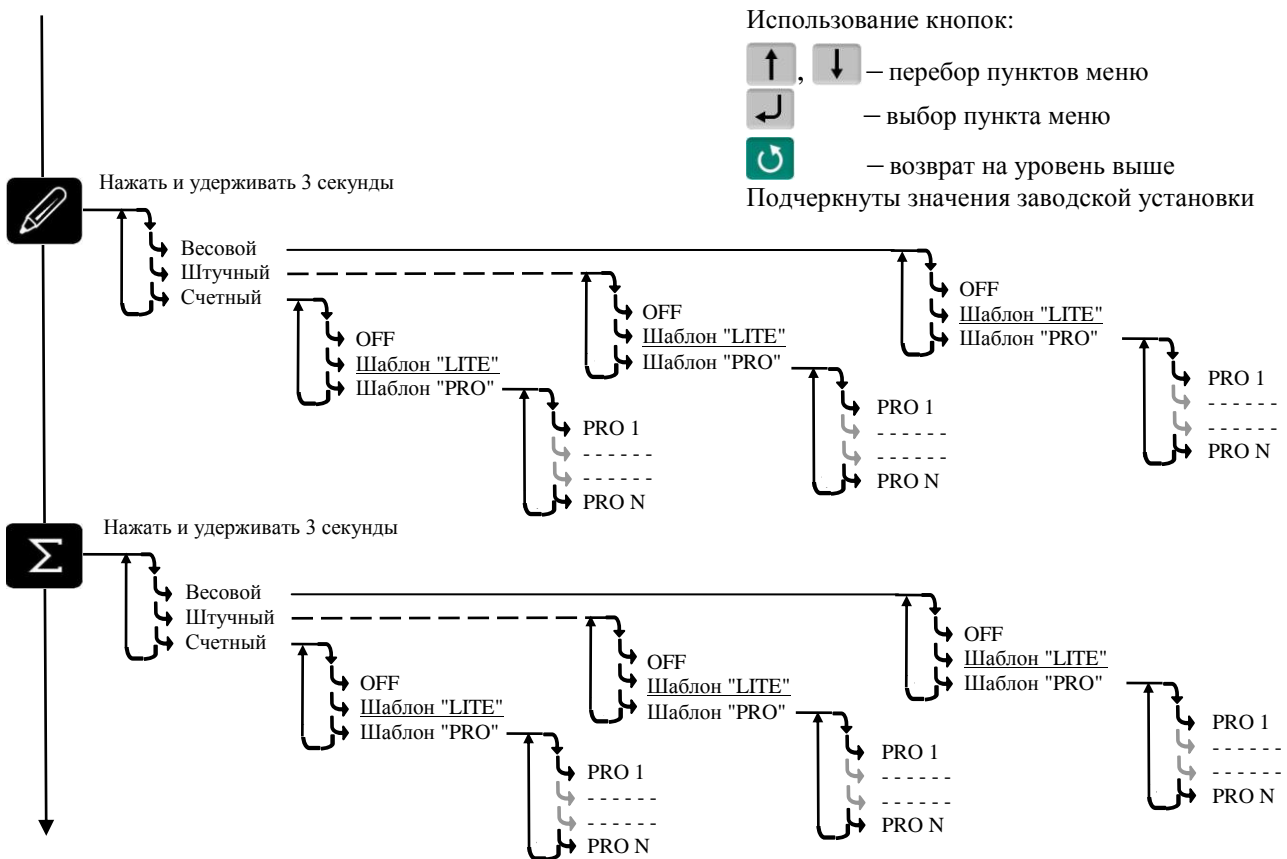 Использование кнопок:
, – перебор пунктов меню
– выбор пункта меню
– возврат на уровень выше
Подчеркнуты значения заводской установки
Нажать и удерживать 3 секунды
Весовой
Штучный
Счетный
OFF
Шаблон "LITE"
Шаблон "PRO"
PRO 1
- - - - - -
- - - - - -
PRO N
OFF
Шаблон "LITE"
Шаблон "PRO"
PRO 1
- - - - - -
- - - - - -
PRO N
OFF
Шаблон "LITE"
Шаблон "PRO"
PRO 1
- - - - - -
- - - - - -
PRO N
Нажать и удерживать 3 секунды
Σ
Весовой
Штучный
Счетный
OFF
Шаблон "LITE"
Шаблон "PRO"
PRO 1
- - - - - -
- - - - - -
PRO N
OFF
Шаблон "LITE"
Шаблон "PRO"
PRO 1
- - - - - -
- - - - - -
PRO N
OFF
Шаблон "LITE"
Шаблон "PRO"
PRO 1
- - - - - -
- - - - - -
PRO N